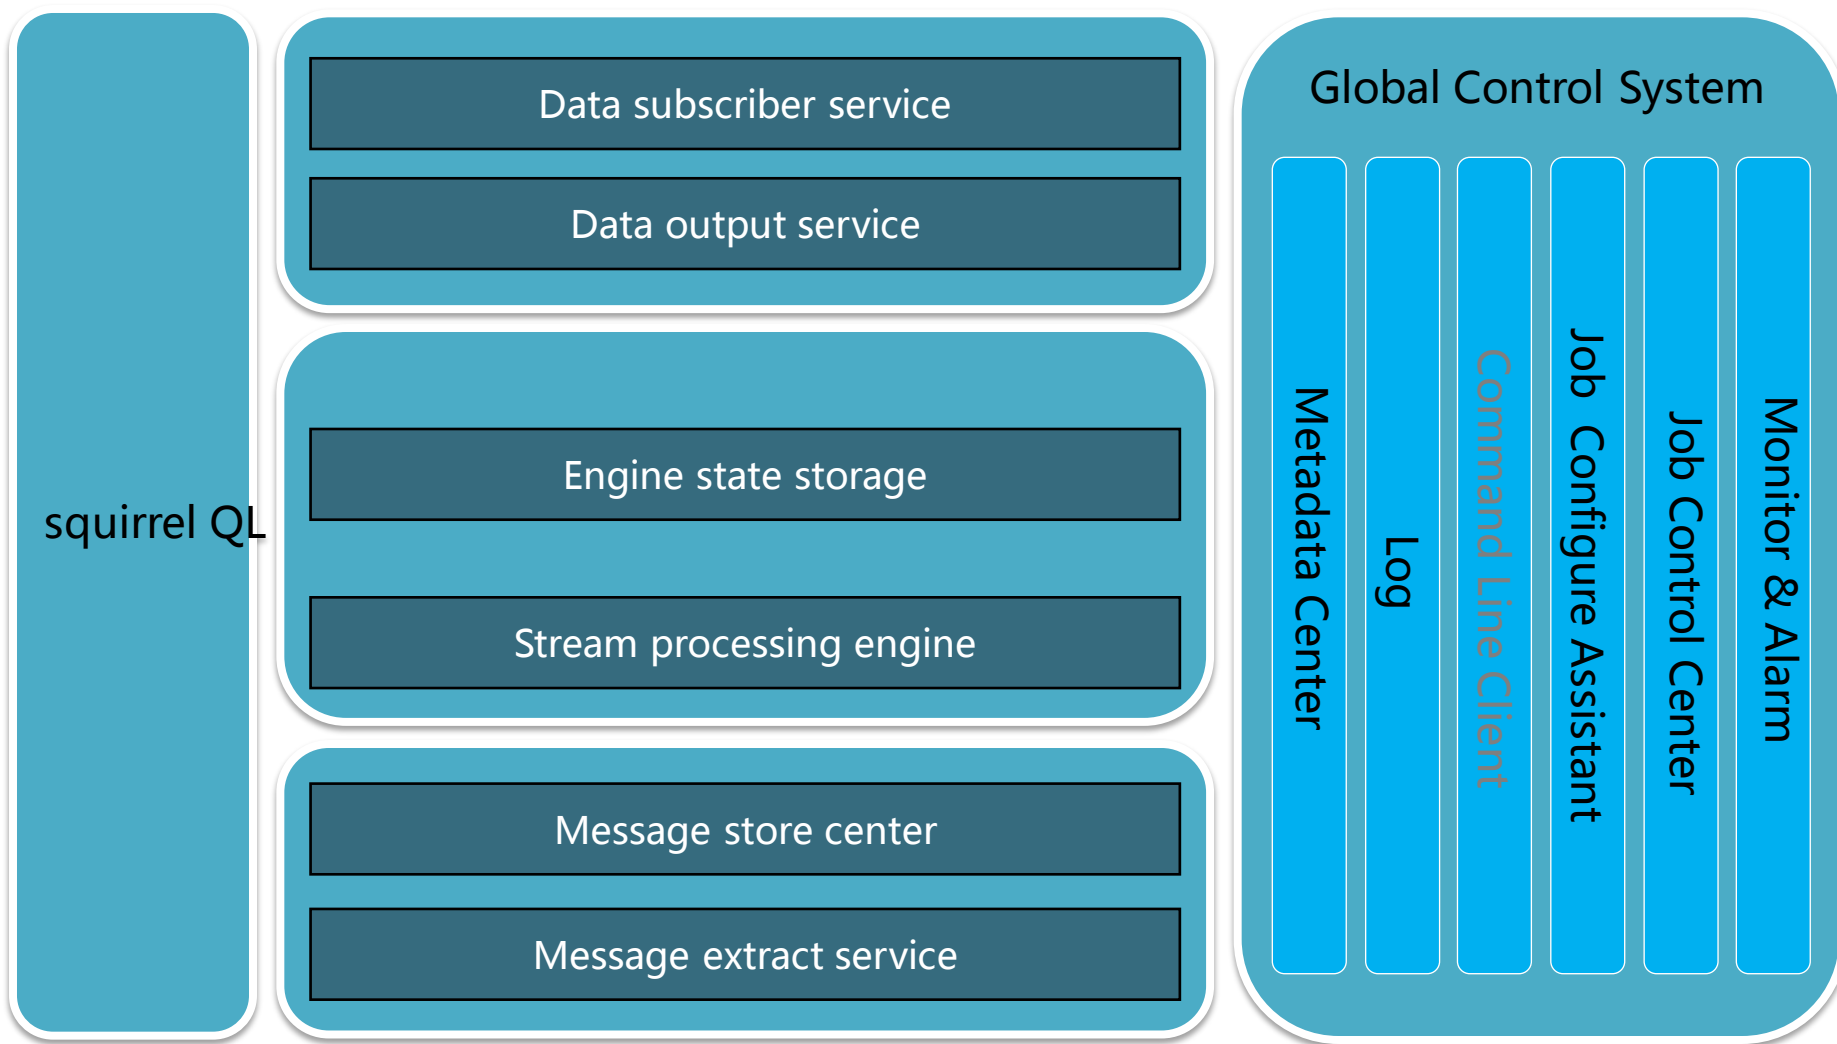 squirrel QL
Data subscriber service
Data output service
Engine state storage
Stream processing engine
Message store center
Message extract service
Global Control System
Metadata Center
Log
Command Line Client
Job Configure Assistant
Job Control Center
Monitor & Alarm